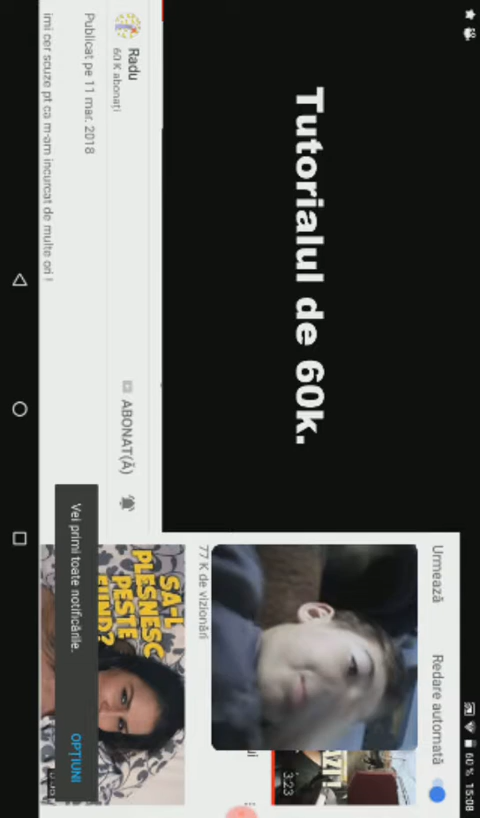 60 % 15:08
Tutorialul de 60k.
Radu
60 K abonați
ABONAT(Ă)
Publicat pe 11 mar. 2018
imi cer scuze pt ca m-am incurcat de multe ori !
Urmează
Redare automată
3:23
77 K de vizionări
SA-L
PLESNESC
PESTE
Vei primi toate notificările.
OPȚIUNI